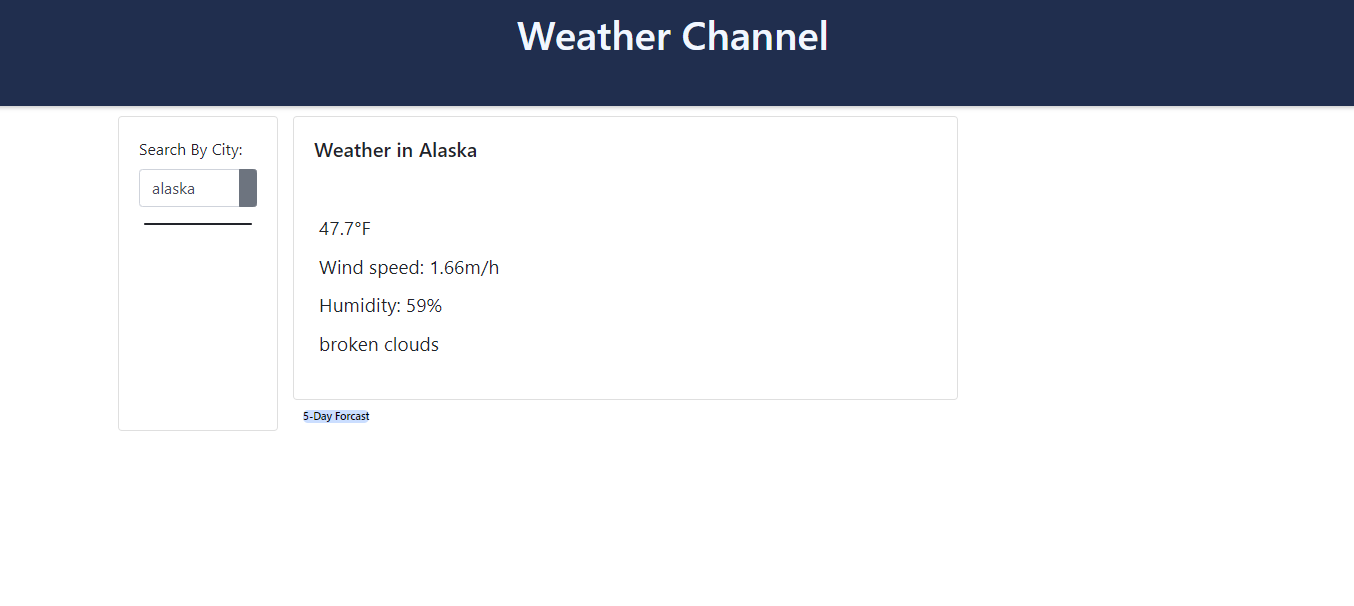 Weather Channel
Search By City:
alaska
Weather in Alaska
47.7°F
Wind speed: 1.66m/h
Humidity: 59%
broken clouds
5-Day Forcast